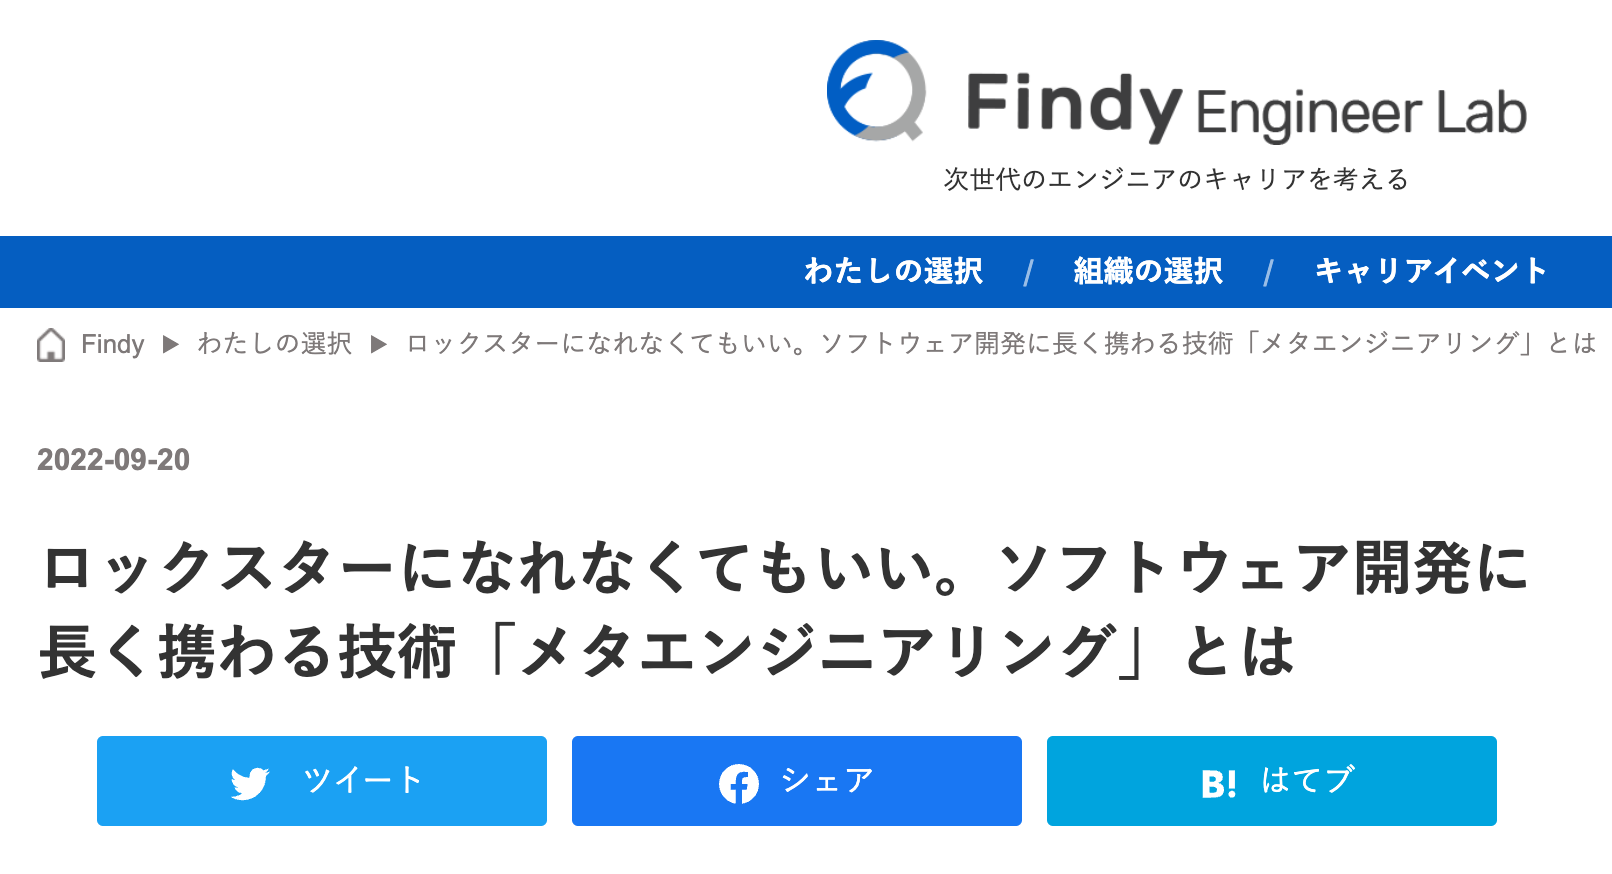 Findy Engineer Lab
次世代のエンジニアのキャリアを考える
わたしの選択 / 組織の選択 / キャリアイベント
Findy ▶ わたしの選択 ▶ ロックスターになれなくてもいい。ソフトウェア開発に長く携わる技術「メタエンジニアリング」とは
2022-09-20
ロックスターになれなくてもいい。ソフトウェア開発に
長く携わる技術「メタエンジニアリング」とは
ツイート シェア B! はてブ